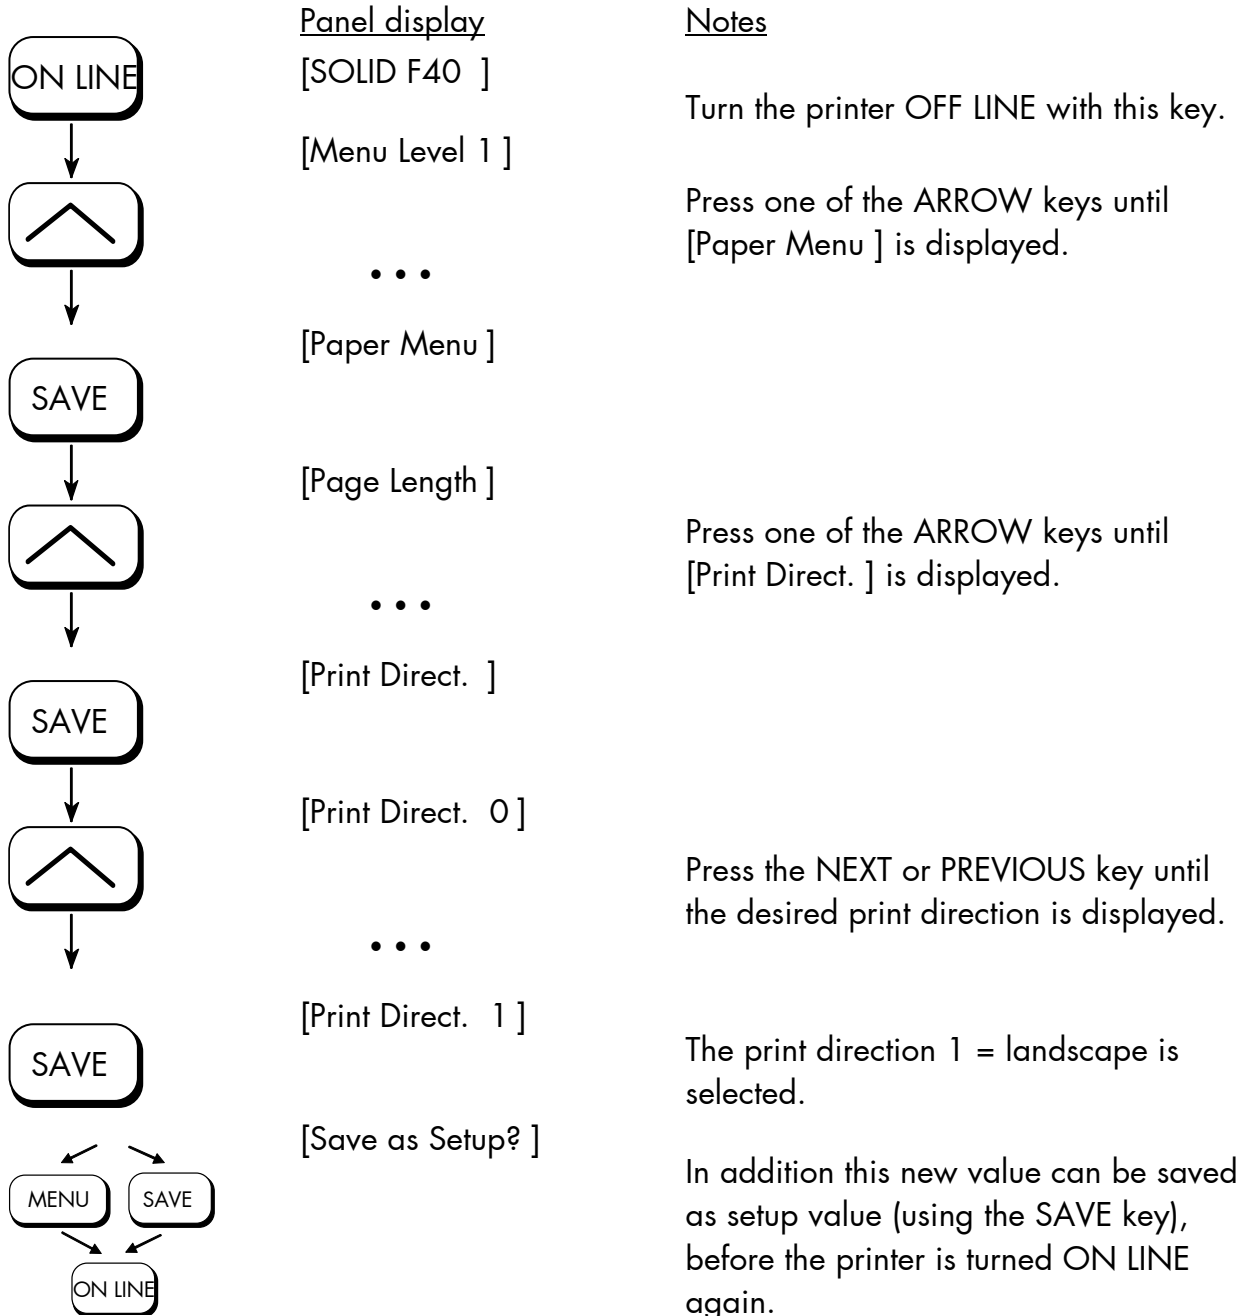 Panel display Notes
ON LINE
[SOLID F40 ]
Turn the printer OFF LINE with this key.
[Menu Level 1 ]
Press one of the ARROW keys until
[Paper Menu ] is displayed.
• • •
[Paper Menu ]
SAVE
[Page Length ]
Press one of the ARROW keys until
[Print Direct. ] is displayed.
• • •
[Print Direct. ]
SAVE
[Print Direct. 0 ]
Press the NEXT or PREVIOUS key until
the desired print direction is displayed.
• • •
[Print Direct. 1 ]
SAVE
The print direction 1 = landscape is
selected.
[Save as Setup? ]
MENU SAVE
In addition this new value can be saved
as setup value (using the SAVE key),
before the printer is turned ON LINE
again.
ON LINE